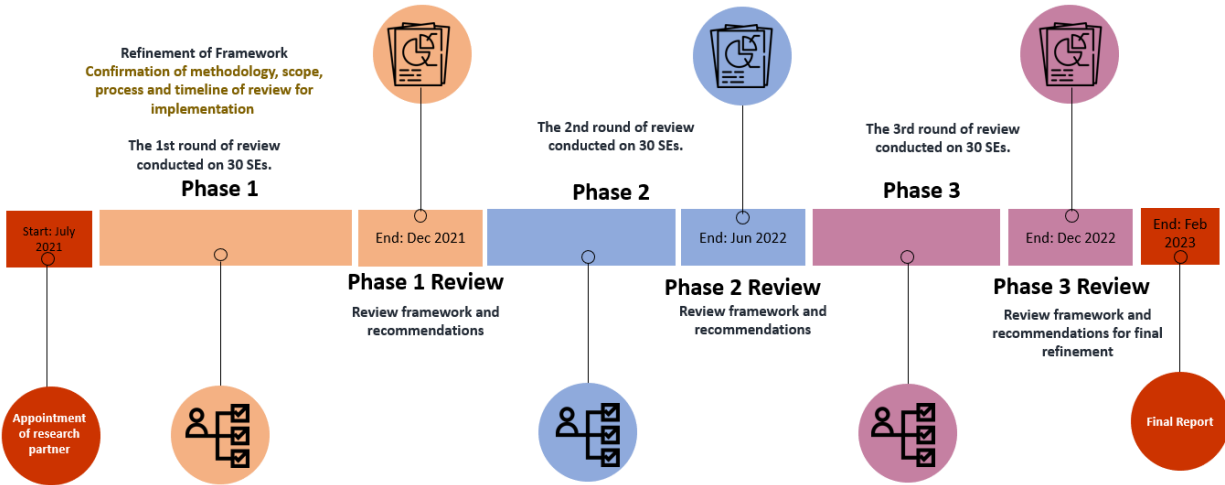 Refinement of Framework
Confirmation of methodology, scope,
process and timeline of review for
implementation
The 1st round of review
conducted on 30 SEs.
Phase 1
The 2nd round of review
conducted on 30 SEs.
Phase 2
The 3rd round of review
conducted on 30 SEs.
Phase 3
Start: July
2021
End: Dec 2021
End: Jun 2022
End: Dec 2022
End: Feb
2023
Phase 1 Review
Review framework and
recommendations
Phase 2 Review
Review framework and
recommendations
Phase 3 Review
Review framework and
recommendations for final
refinement
Appointment
of research
partner
Final Report